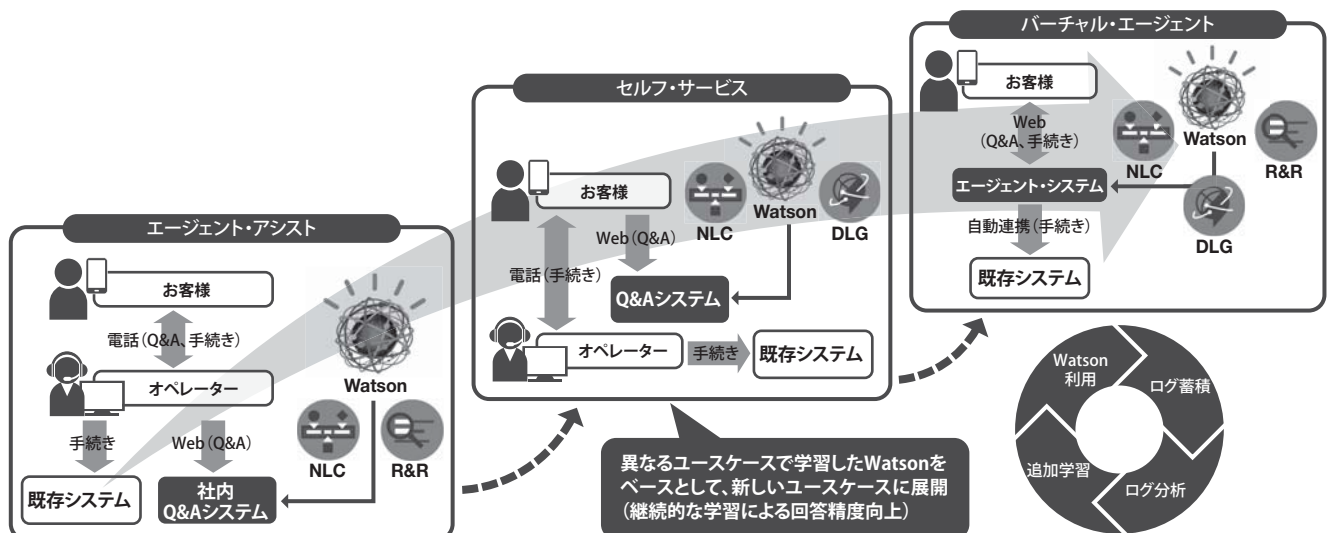 エージェント・アシスト
お客様
電話(Q&A、手続き)
オペレーター
手続き
Web(Q&A)
既存システム
社内
Q&Aシステム
Watson
NLC
R&R
セルフ・サービス
お客様
Web(Q&A)
電話(手続き)
Q&Aシステム
オペレーター
手続き
既存システム
NLC
Watson
DLG
異なるユースケースで学習したWatsonを
ベースとして、新しいユースケースに展開
(継続的な学習による回答精度向上)
バーチャル・エージェント
お客様
Web
(Q&A、手続き)
エージェント・システム
自動連携(手続き)
既存システム
NLC
Watson
R&R
DLG
Watson
利用
ログ蓄積
ログ分析
追加学習